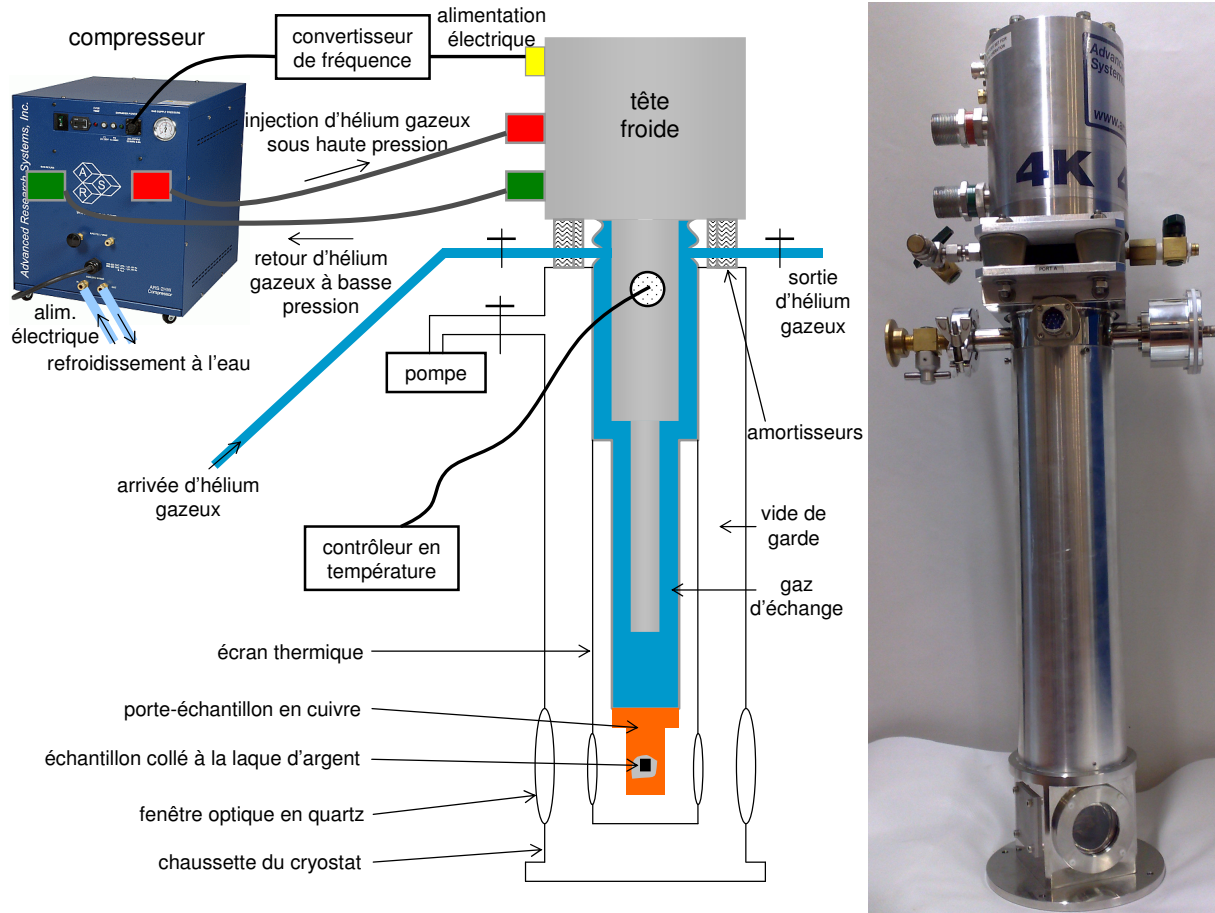 compresseur
convertisseur
de fréquence
alimentation
électrique
tête
froide
injection d'hélium gazeux
sous haute pression
Advanced Research Systems, Inc.
A
R
S
retour d'hélium
gazeux à basse
pression
alim.
électrique
refroidissement à l'eau
pompe
sortie
d'hélium
gazeux
amortisseurs
arrivée d'hélium
gazeux
contrôleur en
température
vide de
garde
gaz
d'échange
écran thermique
porte-échantillon en cuivre
échantillon collé à la laque d'argent
fenêtre optique en quartz
chaussette du cryostat
4K
PORT A